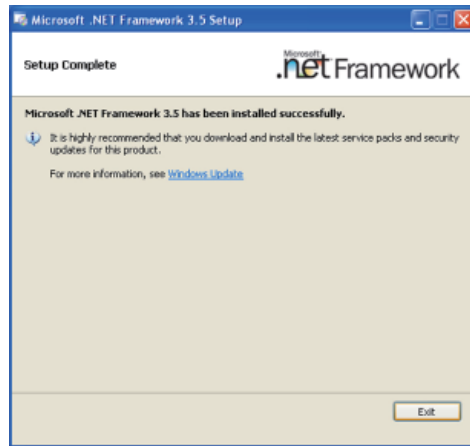 Microsoft .NET Framework 3.5 Setup
Setup Complete
Microsoft
.net Framework
Microsoft .NET Framework 3.5 has been installed successfully.
It is highly recommended that you download and install the latest service packs and security
updates for this product.
For more information, see Windows Update
Exit